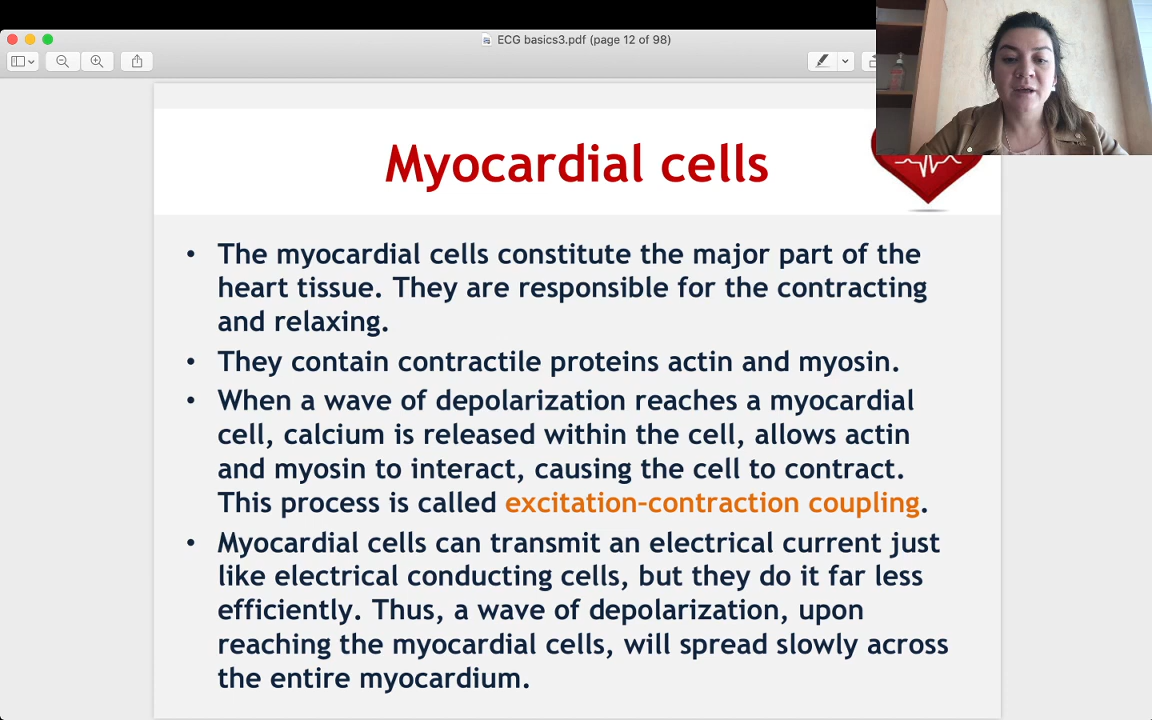 ECG basics3.pdf (page 12 of 98)
Myocardial cells
• The myocardial cells constitute the major part of the
heart tissue. They are responsible for the contracting
and relaxing.
• They contain contractile proteins actin and myosin.
• When a wave of depolarization reaches a myocardial
cell, calcium is released within the cell, allows actin
and myosin to interact, causing the cell to contract.
This process is called excitation-contraction coupling.
• Myocardial cells can transmit an electrical current just
like electrical conducting cells, but they do it far less
efficiently. Thus, a wave of depolarization, upon
reaching the myocardial cells, will spread slowly across
the entire myocardium.